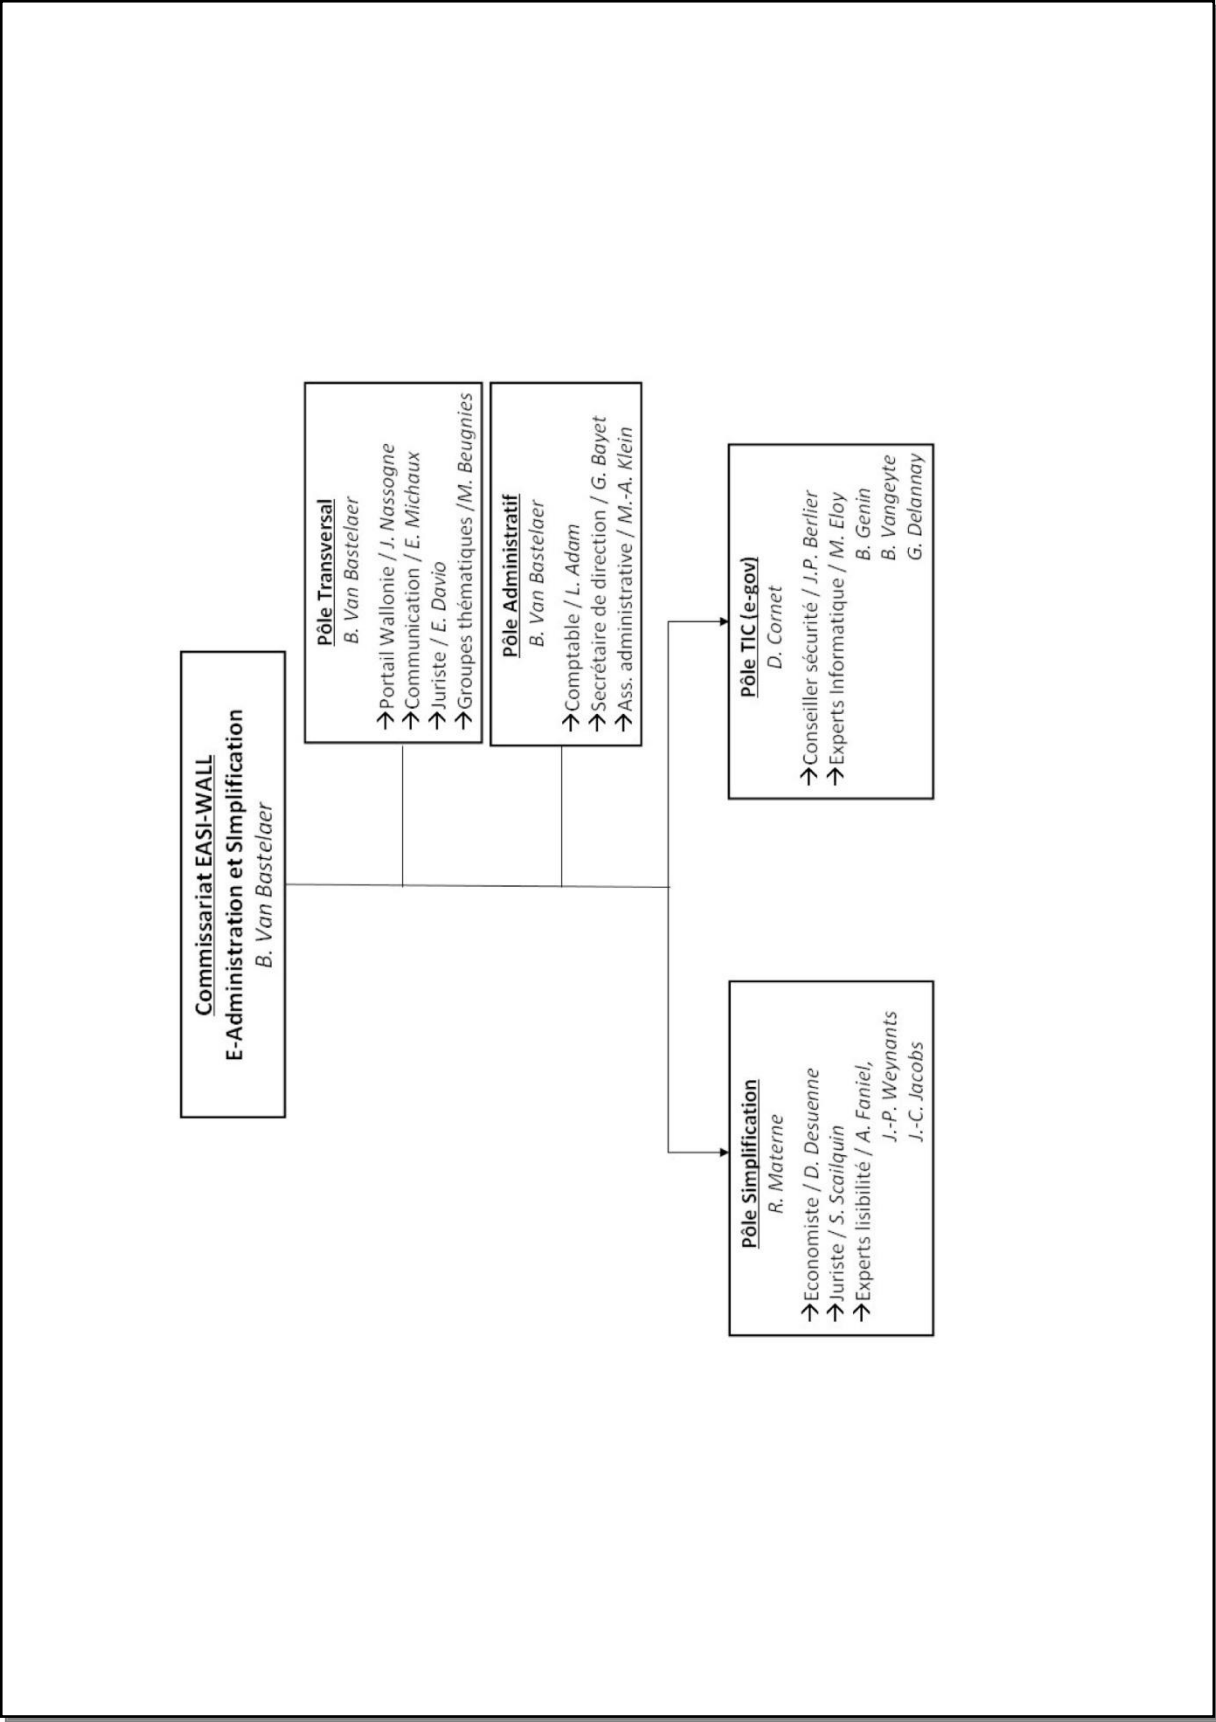 Commissariat EASI-WALL
E-Administration et SImplification
B. Van Bastelaer
Pôle Transversal
B. Van Bastelaer
→Portail Wallonie / J. Nassogne
→Communication / E. Michaux
→Juriste / E. Davio
→Groupes thématiques /M. Beugnies
Pôle Administratif
B. Van Bastelaer
→Comptable / L. Adam
→Secrétaire de direction / G. Bayet
→Ass. administrative / M.-A. Klein
Pôle Simplification
R. Materne
→Economiste / D. Desuenne
→Juriste / S. Scailquin
→Experts lisibilité / A. Faniel,
J.-P. Weynants
J.-C. Jacobs
Pôle TIC (e-gov)
D. Cornet
→Conseiller sécurité / J.P. Berlier
→Experts Informatique / M. Eloy
B. Genin
B. Vangeyte
G. Delannay